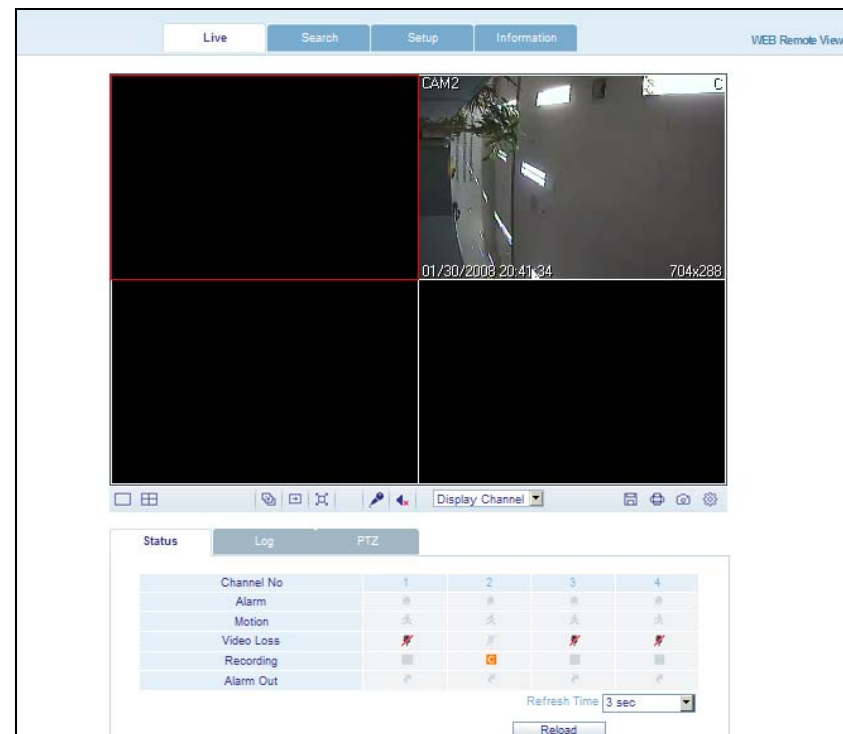 Live Search Setup Information
WEB Remote View
CAM2 C
01/30/2008 20:41:34 704x288
Display Channel
Status Log PTZ
Channel No 1 2 3 4
Alarm
Motion
Video Loss
Recording C
Alarm Out
Refresh Time 3 sec
Reload